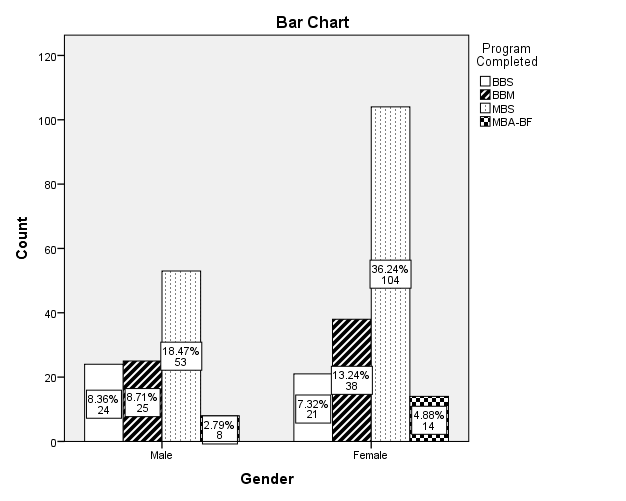 Bar Chart
Program
Completed
BBS
BBM
MBS
MBA-BF
120
100
80
60
40
20
0
Count
8.36%
24
8.71%
25
18.47%
53
2.79%
8
7.32%
21
13.24%
38
36.24%
104
4.88%
14
Male
Female
Gender